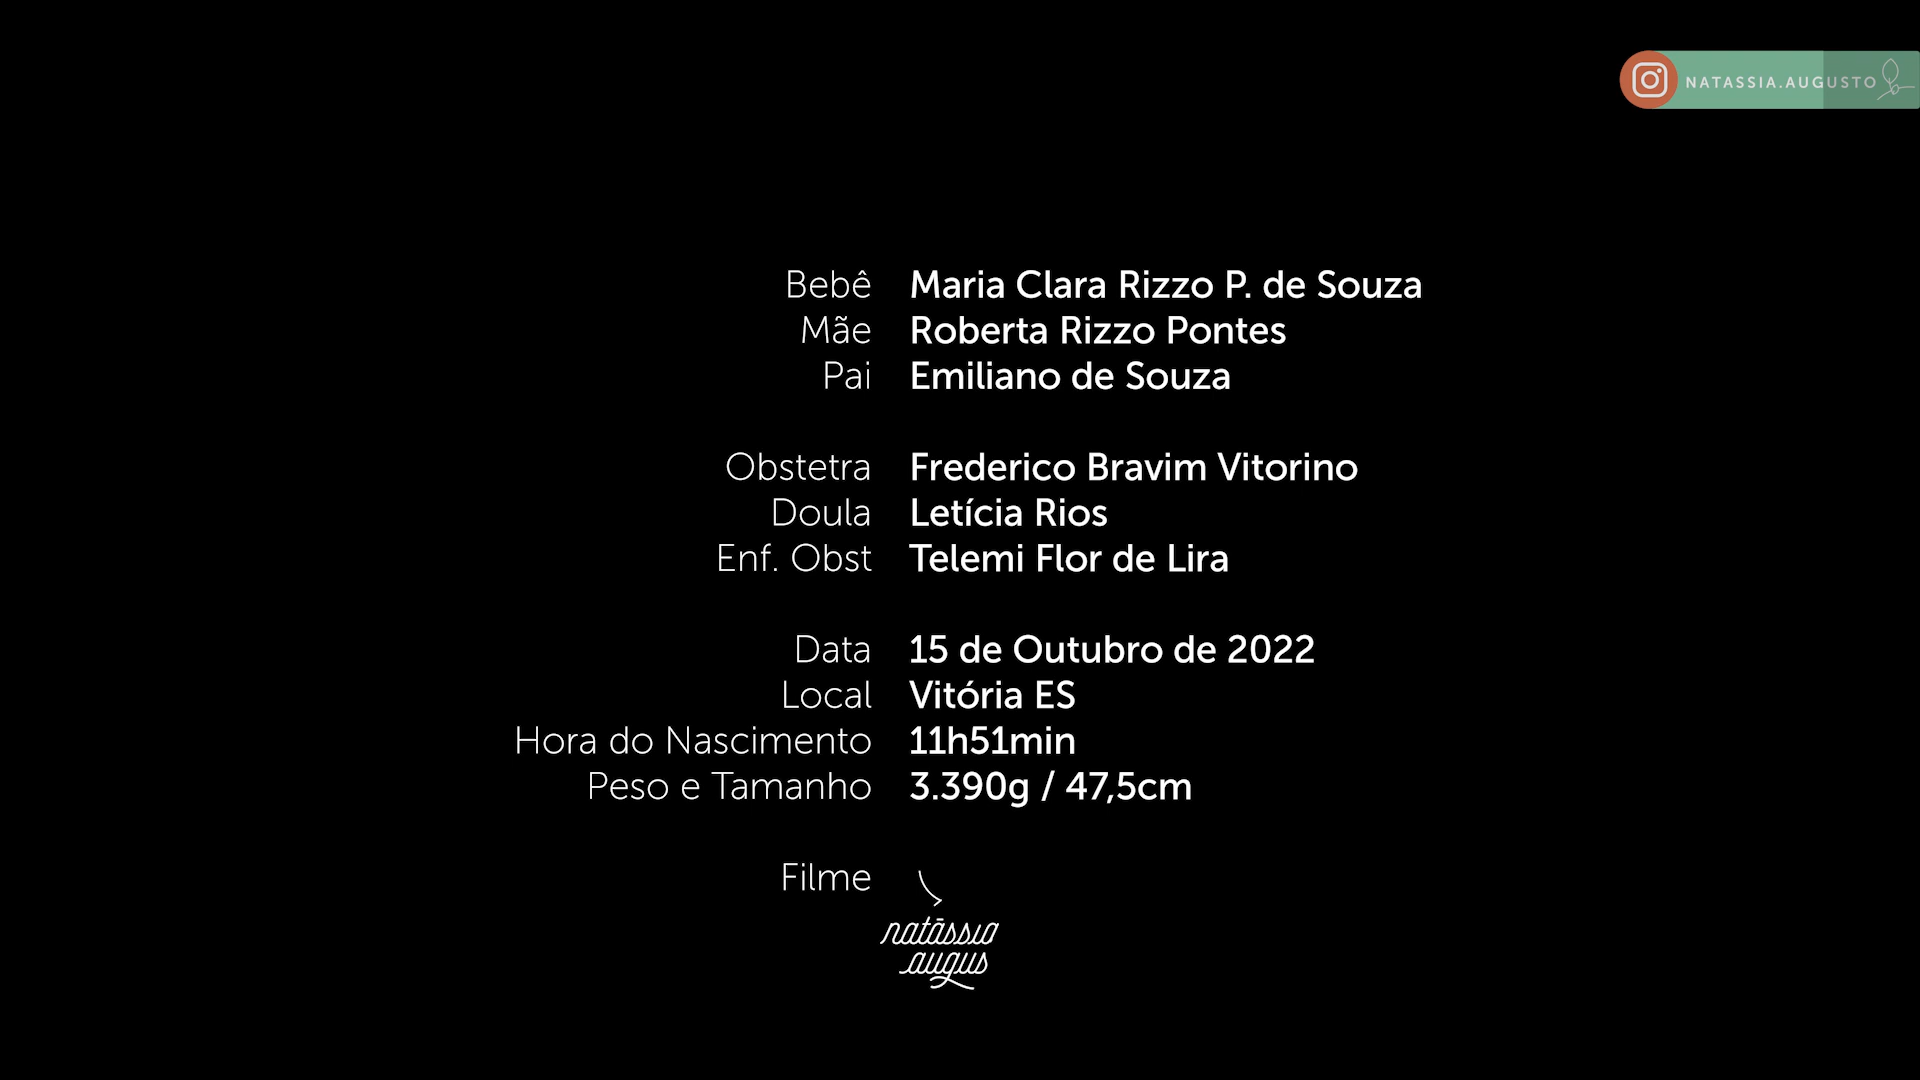 NATASSIA.AUGUSTO
Bebê Maria Clara Rizzo P. de Souza
Mãe Roberta Rizzo Pontes
Pai Emiliano de Souza
Obstetra Frederico Bravim Vitorino
Doula Letícia Rios
Enf. Obst Telemi Flor de Lira
Data 15 de Outubro de 2022
Local Vitória ES
Hora do Nascimento 11h51min
Peso e Tamanho 3.390g / 47,5cm
Filme
natássia
augus